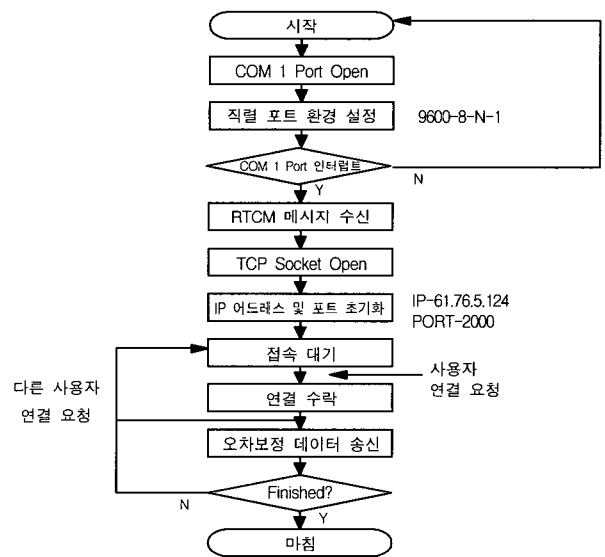 시작
COM 1 Port Open
직렬 포트 환경 설정
9600-8-N-1
COM 1 Port 인터럽트
N
Y
RTCM 메시지 수신
TCP Socket Open
IP 어드레스 및 포트 초기화
IP-61.76.5.124
PORT-2000
접속 대기
사용자
연결 요청
다른 사용자
연결 요청
연결 수락
오차보정 데이터 송신
Finished?
N
Y
마침